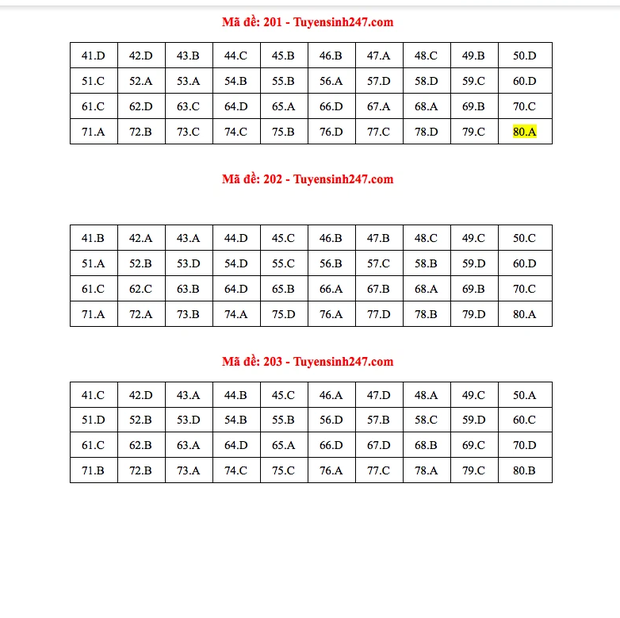 Mã đề: 201 - Tuyensinh247.com
41.D 42.D 43.B 44.C 45.B 46.B 47.A 48.C 49.B 50.D
51.C 52.A 53.A 54.B 55.B 56.A 57.D 58.D 59.C 60.D
61.C 62.D 63.C 64.D 65.A 66.D 67.A 68.A 69.B 70.C
71.A 72.B 73.C 74.C 75.B 76.D 77.C 78.D 79.C 80.A
Mã đề: 202 - Tuyensinh247.com
41.B 42.A 43.A 44.D 45.C 46.B 47.B 48.C 49.C 50.C
51.A 52.B 53.D 54.D 55.C 56.B 57.C 58.B 59.D 60.D
61.C 62.C 63.B 64.D 65.B 66.A 67.B 68.A 69.B 70.C
71.A 72.A 73.B 74.A 75.D 76.A 77.D 78.B 79.D 80.A
Mã đề: 203 - Tuyensinh247.com
41.C 42.D 43.A 44.B 45.C 46.A 47.D 48.A 49.C 50.A
51.D 52.B 53.D 54.B 55.B 56.D 57.B 58.C 59.D 60.C
61.C 62.B 63.A 64.D 65.A 66.D 67.D 68.B 69.C 70.D
71.B 72.B 73.A 74.C 75.C 76.A 77.C 78.A 79.C 80.B